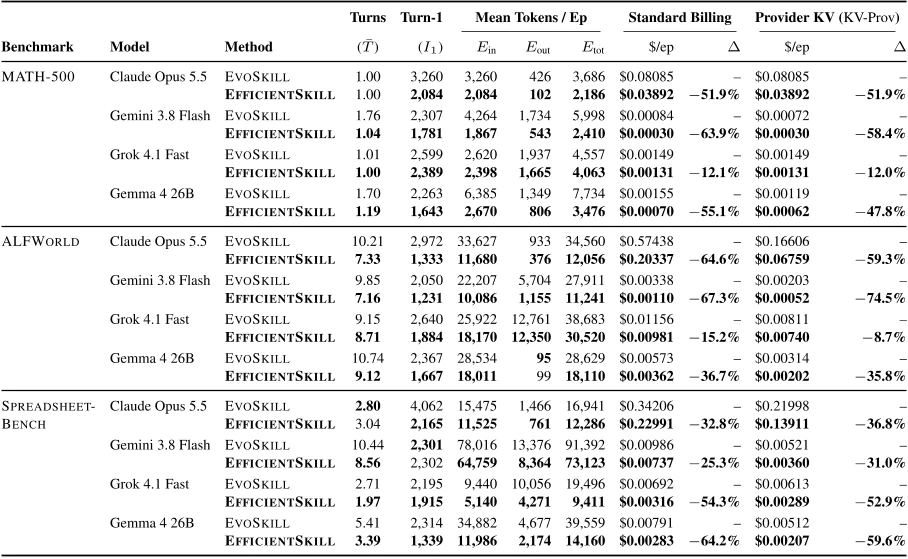 Turns Turn-1 Mean Tokens / Ep Standard Billing Provider KV (KV-Prov)
Benchmark Model Method (T̄) (I₁) E_in E_out E_tot $/ep Δ $/ep Δ
MATH-500 Claude Opus 5.5 EVOSKILL 1.00 3,260 3,260 426 3,686 $0.08085 – $0.08085 –
EFFICIENTSKILL 1.00 2,084 2,084 102 2,186 $0.03892 −51.9% $0.03892 −51.9%
Gemini 3.8 Flash EVOSKILL 1.76 2,307 4,264 1,734 5,998 $0.00084 – $0.00072 –
EFFICIENTSKILL 1.04 1,781 1,867 543 2,410 $0.00030 −63.9% $0.00030 −58.4%
Grok 4.1 Fast EVOSKILL 1.01 2,599 2,620 1,937 4,557 $0.00149 – $0.00149 –
EFFICIENTSKILL 1.00 2,389 2,398 1,665 4,063 $0.00131 −12.1% $0.00131 −12.0%
Gemma 4 26B EVOSKILL 1.70 2,263 6,385 1,349 7,734 $0.00155 – $0.00119 –
EFFICIENTSKILL 1.19 1,643 2,670 806 3,476 $0.00070 −55.1% $0.00062 −47.8%
ALFWORLD Claude Opus 5.5 EVOSKILL 10.21 2,972 33,627 933 34,560 $0.57438 – $0.16606 –
EFFICIENTSKILL 7.33 1,333 11,680 376 12,056 $0.20337 −64.6% $0.06759 −59.3%
Gemini 3.8 Flash EVOSKILL 9.85 2,050 22,207 5,704 27,911 $0.00338 – $0.00203 –
EFFICIENTSKILL 7.16 1,231 10,086 1,155 11,241 $0.00110 −67.3% $0.00052 −74.5%
Grok 4.1 Fast EVOSKILL 9.15 2,640 25,922 12,761 38,683 $0.01156 – $0.00811 –
EFFICIENTSKILL 8.71 1,884 18,170 12,350 30,520 $0.00981 −15.2% $0.00740 −8.7%
Gemma 4 26B EVOSKILL 10.74 2,367 28,534 95 28,629 $0.00573 – $0.00314 –
EFFICIENTSKILL 9.12 1,667 18,011 99 18,110 $0.00362 −36.7% $0.00202 −35.8%
SPREADSHEET- Claude Opus 5.5 EVOSKILL 2.80 4,062 15,475 1,466 16,941 $0.34206 – $0.21998 –
BENCH EFFICIENTSKILL 3.04 2,165 11,525 761 12,286 $0.22991 −32.8% $0.13911 −36.8%
Gemini 3.8 Flash EVOSKILL 10.44 2,301 78,016 13,376 91,392 $0.00986 – $0.00521 –
EFFICIENTSKILL 8.56 2,302 64,759 8,364 73,123 $0.00737 −25.3% $0.00360 −31.0%
Grok 4.1 Fast EVOSKILL 2.71 2,195 9,440 10,056 19,496 $0.00692 – $0.00613 –
EFFICIENTSKILL 1.97 1,915 5,140 4,271 9,411 $0.00316 −54.3% $0.00289 −52.9%
Gemma 4 26B EVOSKILL 5.41 2,314 34,882 4,677 39,559 $0.00791 – $0.00512 –
EFFICIENTSKILL 3.39 1,339 11,986 2,174 14,160 $0.00283 −64.2% $0.00207 −59.6%